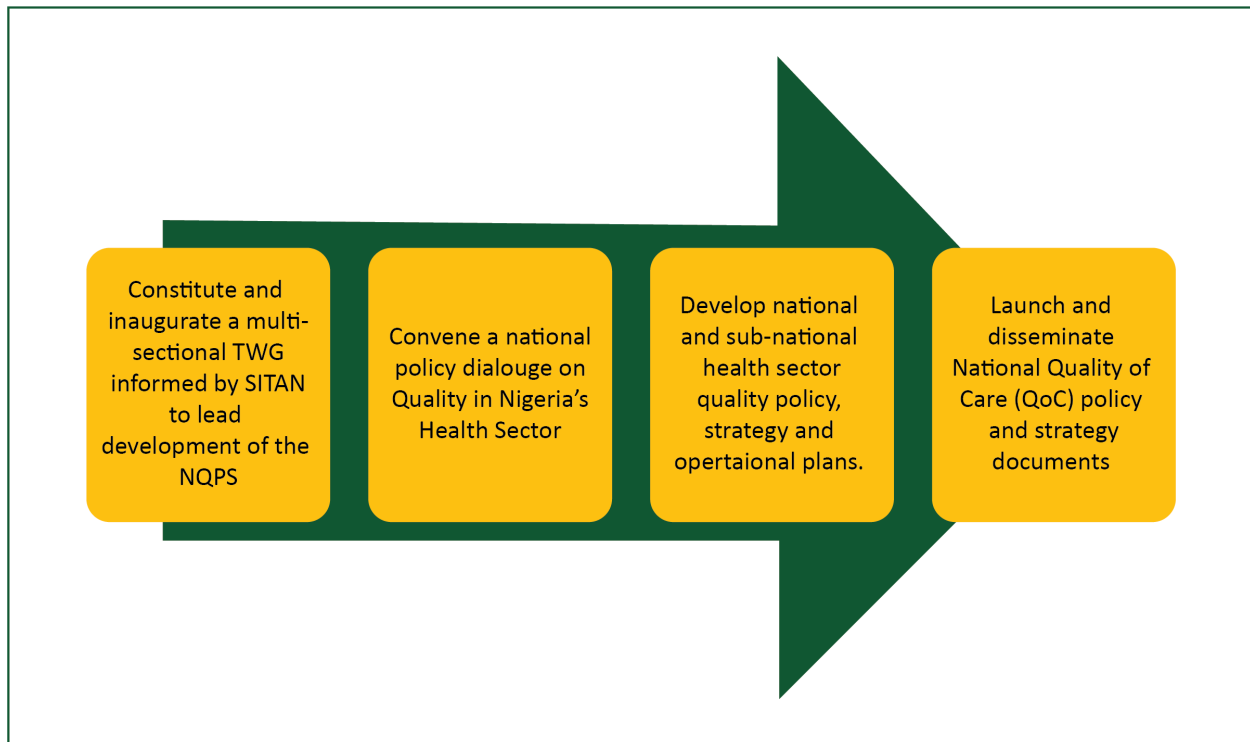 Constitute and
inaugurate a multi-
sectional TWG
informed by SITAN
to lead
development of the
NQPS
Convene a national
policy dialouge on
Quality in Nigeria's
Health Sector
Develop national
and sub-national
health sector
quality policy,
strategy and
opertaional plans.
Launch and
disseminate
National Quality of
Care (QoC) policy
and strategy
documents